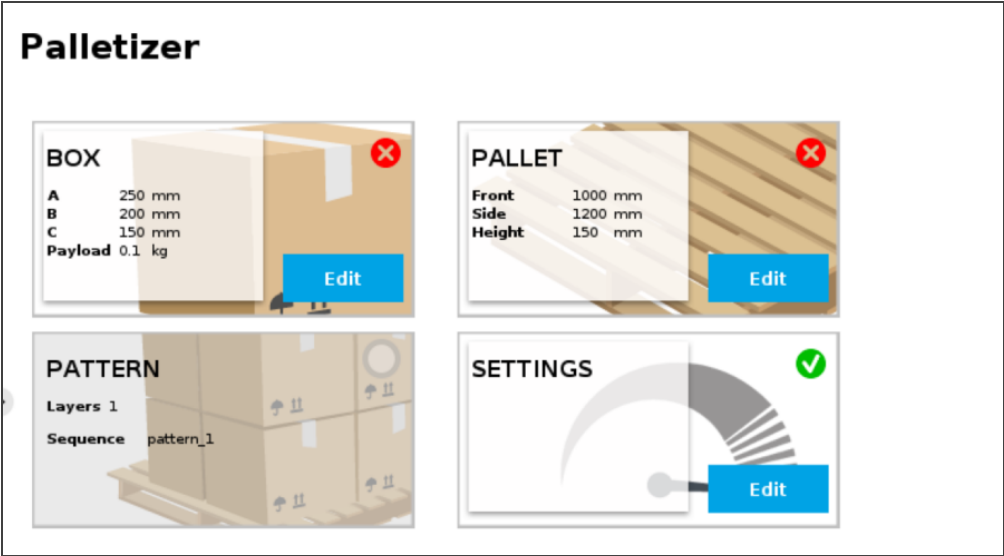 Palletizer
BOX
A 250 mm
B 200 mm
C 150 mm
Payload 0.1 kg
Edit
PALLET
Front 1000 mm
Side 1200 mm
Height 150 mm
Edit
PATTERN
Layers 1
Sequence pattern_1
SETTINGS
Edit